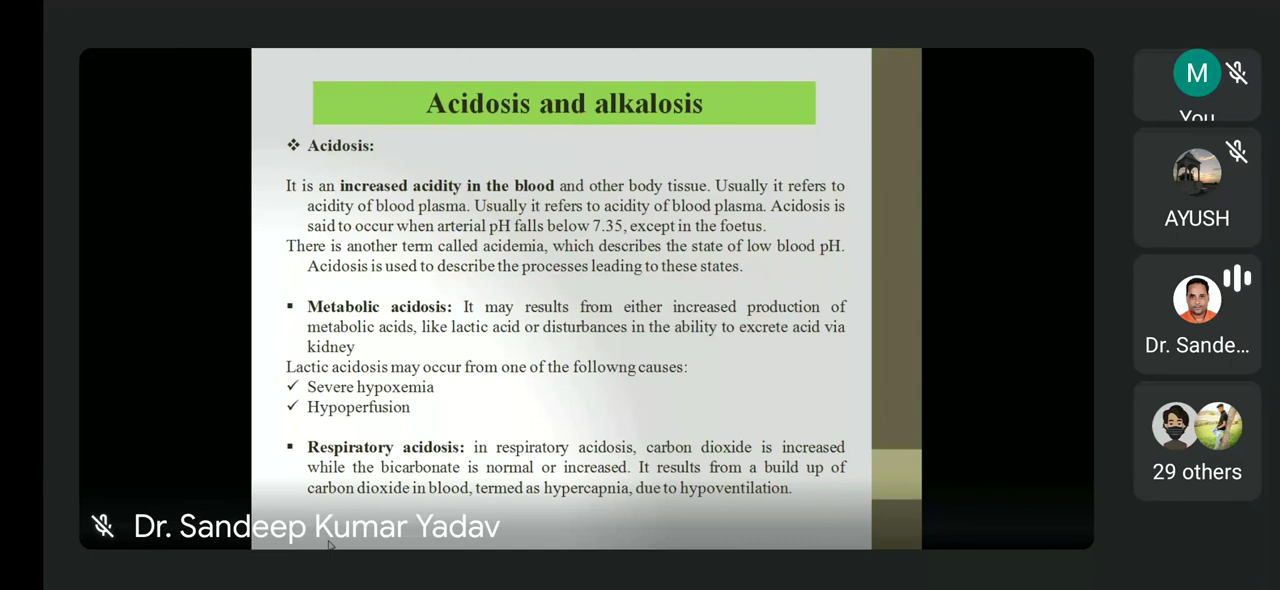 Acidosis and alkalosis
❖ Acidosis:
It is an increased acidity in the blood and other body tissue. Usually it refers to
acidity of blood plasma. Usually it refers to acidity of blood plasma. Acidosis is
said to occur when arterial pH falls below 7.35, except in the foetus.
There is another term called acidemia, which describes the state of low blood pH.
Acidosis is used to describe the processes leading to these states.
▪ Metabolic acidosis: It may results from either increased production of
metabolic acids, like lactic acid or disturbances in the ability to excrete acid via
kidney
Lactic acidosis may occur from one of the followng causes:
✓ Severe hypoxemia
✓ Hypoperfusion
▪ Respiratory acidosis: in respiratory acidosis, carbon dioxide is increased
while the bicarbonate is normal or increased. It results from a build up of
carbon dioxide in blood, termed as hypercapnia, due to hypoventilation.
Dr. Sandeep Kumar Yadav
M
You
AYUSH
Dr. Sande...
29 others